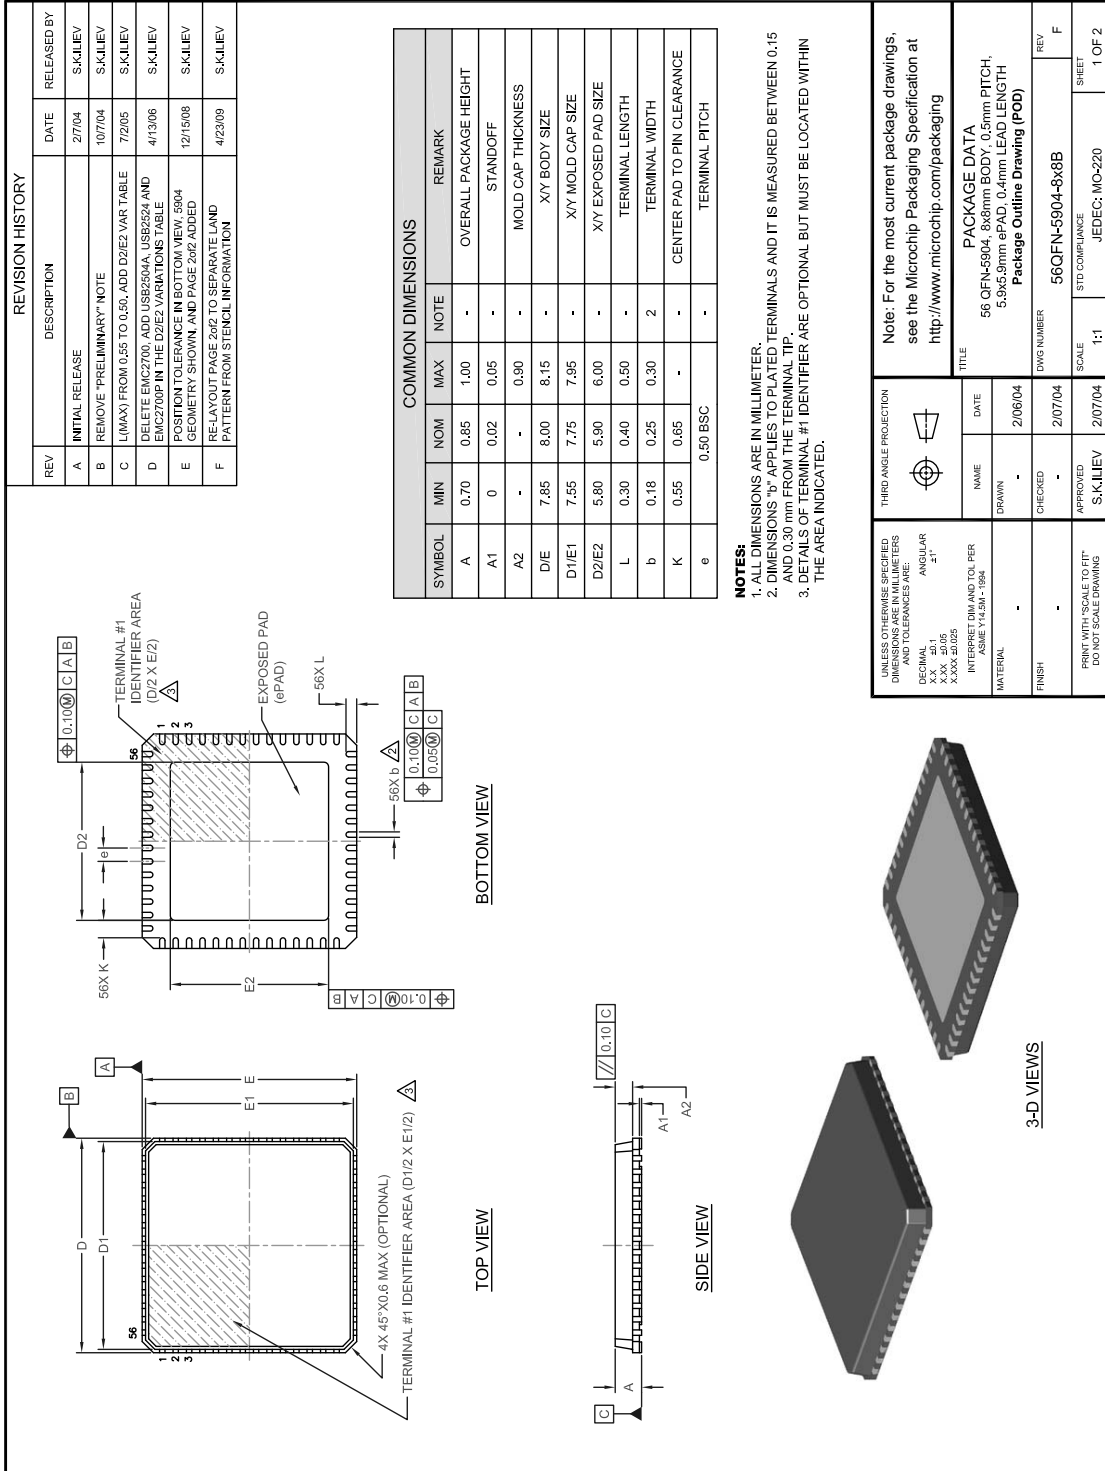 REVISION HISTORY
REV DESCRIPTION DATE RELEASED BY
A INITIAL RELEASE 2/7/04 S.K.ILIEV
B REMOVE "PRELIMINARY" NOTE 10/7/04 S.K.ILIEV
C L(MAX) FROM 0.55 TO 0.50. ADD D2/E2 VAR TABLE 7/2/05 S.K.ILIEV
D DELETE EMC2700, ADD USB2504A, USB2524 AND
EMC2700P IN THE D2/E2 VARIATIONS TABLE 4/13/06 S.K.ILIEV
E POSITION TOLERANCE IN BOTTOM VIEW, 5904
GEOMETRY SHOWN, AND PAGE 2of2 ADDED 12/15/08 S.K.ILIEV
F RE-LAYOUT PAGE 2of2 TO SEPARATE LAND
PATTERN FROM STENCIL INFORMATION 4/23/09 S.K.ILIEV
D
D1
B
A
E
E1
56
1
2
3
4X 45°X0.6 MAX (OPTIONAL)
TERMINAL #1 IDENTIFIER AREA (D1/2 X E1/2) 3
TOP VIEW
56X K
e
D2
E2
⌖ 0.10Ⓜ C A B
⌖ 0.10Ⓜ C A B
56
1
2
3
TERMINAL #1
IDENTIFIER AREA
(D/2 X E/2)
3
EXPOSED PAD
(ePAD)
56X L
56X b 2
⌖ 0.10Ⓜ C A B
0.05Ⓜ C
BOTTOM VIEW
C
A
// 0.10 C
A1
A2
SIDE VIEW
3-D VIEWS
COMMON DIMENSIONS
SYMBOL MIN NOM MAX NOTE REMARK
A 0.70 0.85 1.00 - OVERALL PACKAGE HEIGHT
A1 0 0.02 0.05 - STANDOFF
A2 - - 0.90 - MOLD CAP THICKNESS
D/E 7.85 8.00 8.15 - X/Y BODY SIZE
D1/E1 7.55 7.75 7.95 - X/Y MOLD CAP SIZE
D2/E2 5.80 5.90 6.00 - X/Y EXPOSED PAD SIZE
L 0.30 0.40 0.50 - TERMINAL LENGTH
b 0.18 0.25 0.30 2 TERMINAL WIDTH
K 0.55 0.65 - - CENTER PAD TO PIN CLEARANCE
e 0.50 BSC - TERMINAL PITCH
NOTES:
1. ALL DIMENSIONS ARE IN MILLIMETER.
2. DIMENSIONS "b" APPLIES TO PLATED TERMINALS AND IT IS MEASURED BETWEEN 0.15
AND 0.30 mm FROM THE TERMINAL TIP.
3. DETAILS OF TERMINAL #1 IDENTIFIER ARE OPTIONAL BUT MUST BE LOCATED WITHIN
THE AREA INDICATED.
UNLESS OTHERWISE SPECIFIED
DIMENSIONS ARE IN MILLIMETERS
AND TOLERANCES ARE:
DECIMAL ANGULAR
X.X ±0.1 ±1°
X.XX ±0.05
X.XXX ±0.025
INTERPRET DIM AND TOL PER
ASME Y14.5M - 1994
MATERIAL
-
FINISH
-
PRINT WITH "SCALE TO FIT"
DO NOT SCALE DRAWING
THIRD ANGLE PROJECTION
NAME DATE
DRAWN
- 2/06/04
CHECKED
- 2/07/04
APPROVED
S.K.ILIEV 2/07/04
Note: For the most current package drawings,
see the Microchip Packaging Specification at
http://www.microchip.com/packaging
TITLE
PACKAGE DATA
56 QFN-5904, 8x8mm BODY, 0.5mm PITCH,
5.9x5.9mm ePAD, 0.4mm LEAD LENGTH
Package Outline Drawing (POD)
DWG NUMBER
56QFN-5904-8x8B
REV
F
SCALE
1:1
STD COMPLIANCE
JEDEC: MO-220
SHEET
1 OF 2